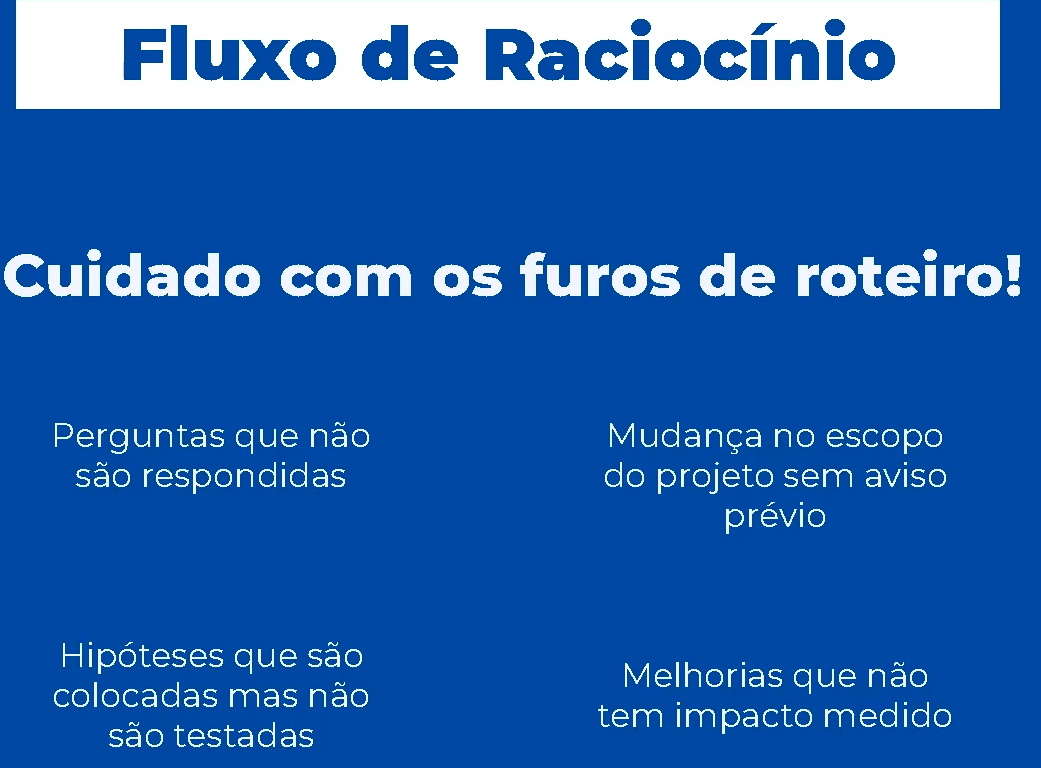 Fluxo de Raciocínio
Cuidado com os furos de roteiro!
Perguntas que não
são respondidas
Mudança no escopo
do projeto sem aviso
prévio
Hipóteses que são
colocadas mas não
são testadas
Melhorias que não
tem impacto medido